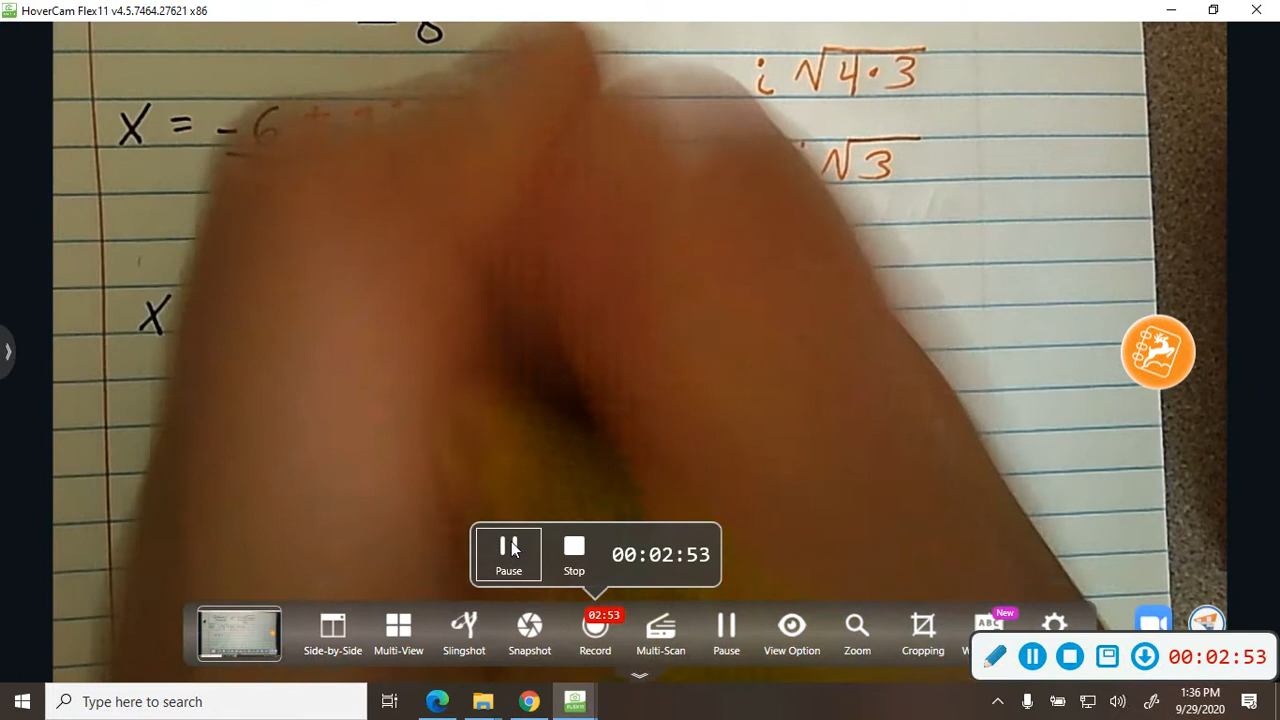 HoverCam Flex11 v4.5.7464.27621 x86
8
i √4·3
X = -6
√3
X
Pause
Stop
00:02:53
02:53
New
ABC
Side-by-Side
Multi-View
Slingshot
Snapshot
Record
Multi-Scan
Pause
View Option
Zoom
Cropping
00:02:53
Type here to search
FLEX11
1:36 PM
9/29/2020